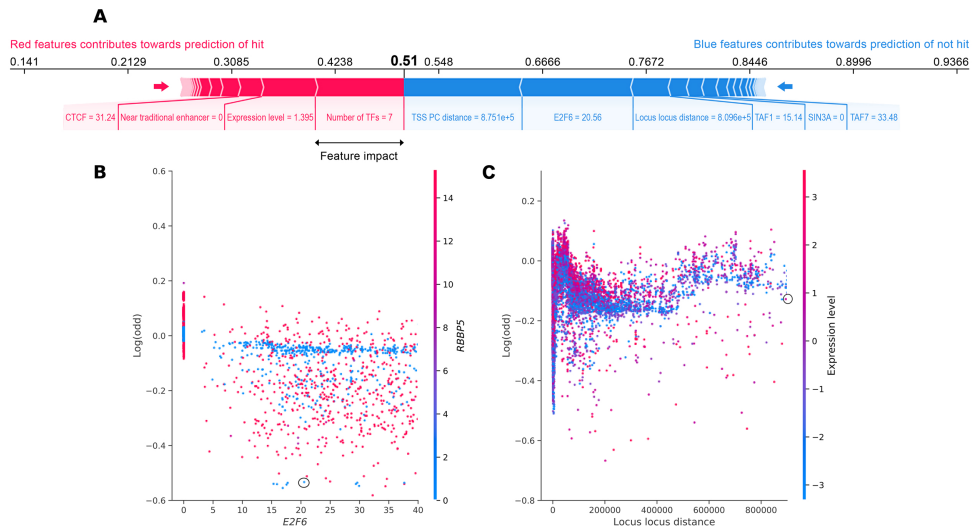 A
Red features contributes towards prediction of hit
Blue features contributes towards prediction of not hit
0.141 0.2129 0.3085 0.4238 0.51 0.548 0.6666 0.7672 0.8446 0.8996 0.9366
CTCF = 31.24 Near traditional enhancer = 0 Expression level = 1.395 Number of TFs = 7 TSS PC distance = 8.751e+5 E2F6 = 20.56 Locus locus distance = 8.096e+5 TAF1 = 15.14 SIN3A = 0 TAF7 = 33.48
Feature impact
B
0.6
0.4
0.2
0.0
−0.2
−0.4
−0.6
Log(odd)
0 5 10 15 20 25 30 35 40
E2F6
14
12
10
8
6
4
2
0
RBBP5
C
0.2
0.0
−0.2
−0.4
−0.6
−0.8
Log(odd)
0 200000 400000 600000 800000
Locus locus distance
3
2
1
0
−1
−2
−3
Expression level